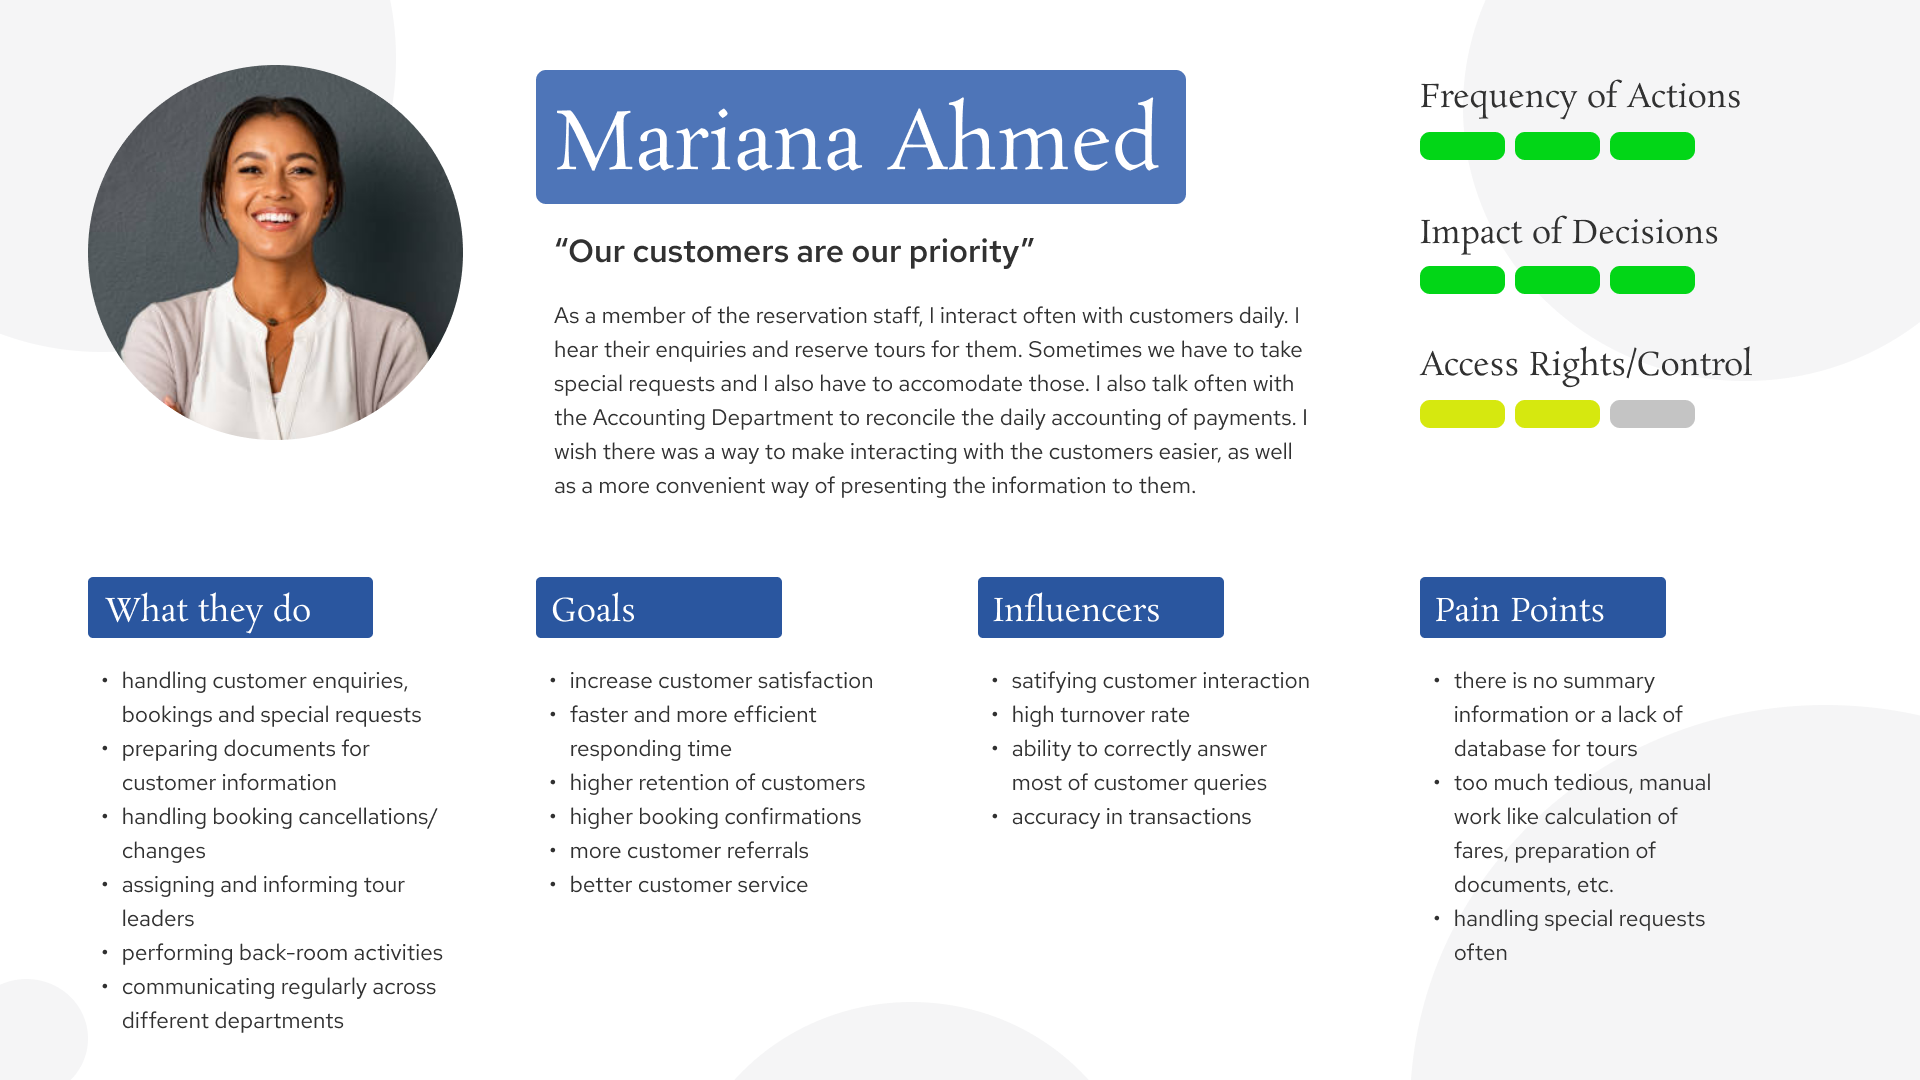 Mariana Ahmed
“Our customers are our priority”
As a member of the reservation staff, I interact often with customers daily. I
hear their enquiries and reserve tours for them. Sometimes we have to take
special requests and I also have to accomodate those. I also talk often with
the Accounting Department to reconcile the daily accounting of payments. I
wish there was a way to make interacting with the customers easier, as well
as a more convenient way of presenting the information to them.
Frequency of Actions
Impact of Decisions
Access Rights/Control
What they do
• handling customer enquiries,
bookings and special requests
• preparing documents for
customer information
• handling booking cancellations/
changes
• assigning and informing tour
leaders
• performing back-room activities
• communicating regularly across
different departments
Goals
• increase customer satisfaction
• faster and more efficient
responding time
• higher retention of customers
• higher booking confirmations
• more customer referrals
• better customer service
Influencers
• satifying customer interaction
• high turnover rate
• ability to correctly answer
most of customer queries
• accuracy in transactions
Pain Points
• there is no summary
information or a lack of
database for tours
• too much tedious, manual
work like calculation of
fares, preparation of
documents, etc.
• handling special requests
often